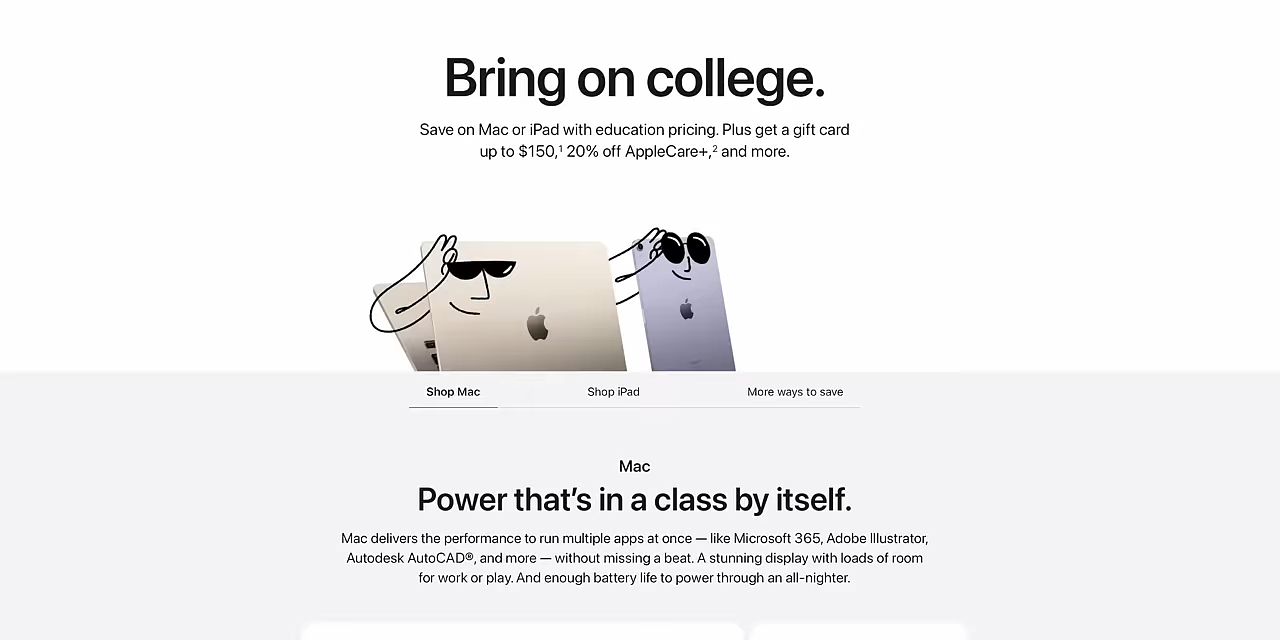 Bring on college.
Save on Mac or iPad with education pricing. Plus get a gift card
up to $150,¹ 20% off AppleCare+,² and more.
Shop Mac
Shop iPad
More ways to save
Mac
Power that’s in a class by itself.
Mac delivers the performance to run multiple apps at once — like Microsoft 365, Adobe Illustrator,
Autodesk AutoCAD®, and more — without missing a beat. A stunning display with loads of room
for work or play. And enough battery life to power through an all-nighter.